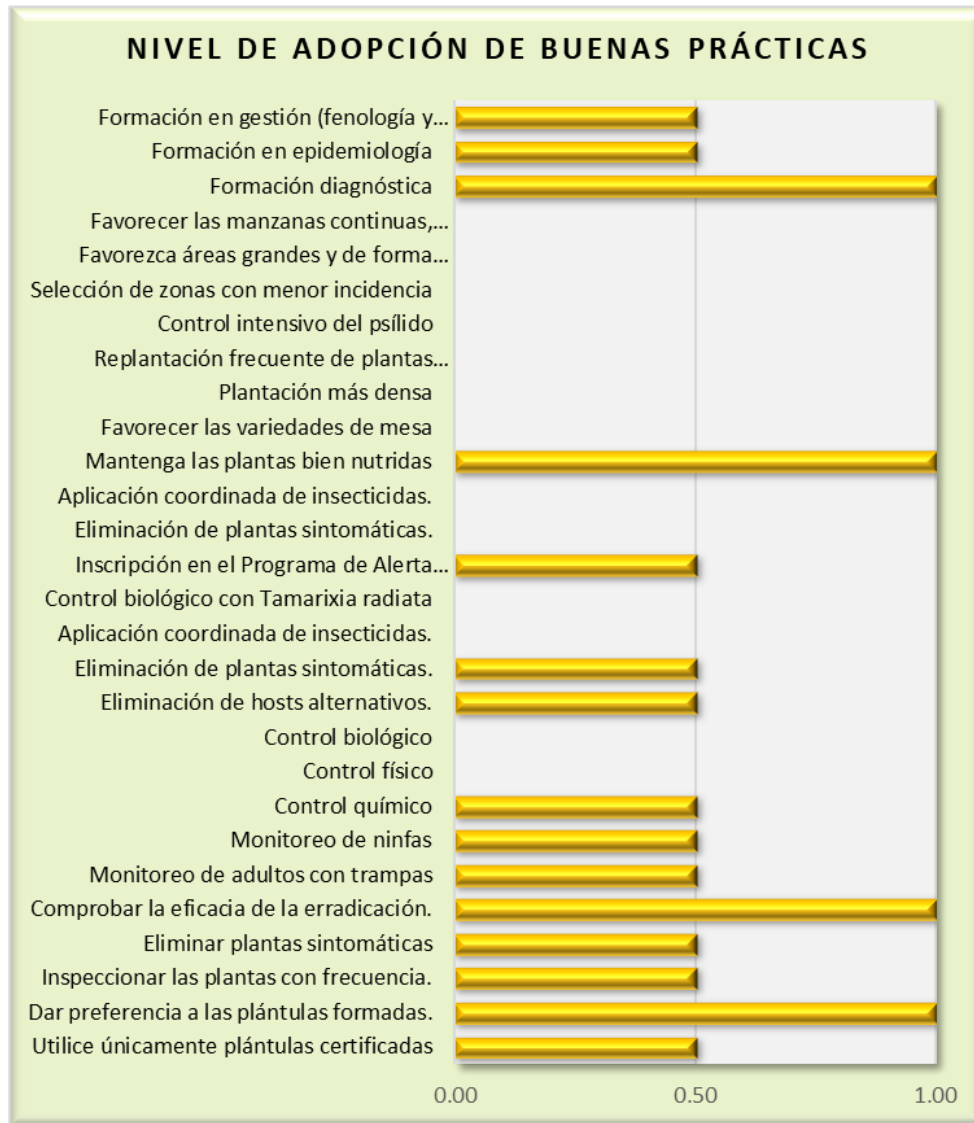 NIVEL DE ADOPCIÓN DE BUENAS PRÁCTICAS
Formación en gestión (fenología y...
Formación en epidemiología
Formación diagnóstica
Favorecer las manzanas continuas,...
Favorezca áreas grandes y de forma...
Selección de zonas con menor incidencia
Control intensivo del psílido
Replantación frecuente de plantas...
Plantación más densa
Favorecer las variedades de mesa
Mantenga las plantas bien nutridas
Aplicación coordinada de insecticidas.
Eliminación de plantas sintomáticas.
Inscripción en el Programa de Alerta...
Control biológico con Tamarixia radiata
Aplicación coordinada de insecticidas.
Eliminación de plantas sintomáticas.
Eliminación de hosts alternativos.
Control biológico
Control físico
Control químico
Monitoreo de ninfas
Monitoreo de adultos con trampas
Comprobar la eficacia de la erradicación.
Eliminar plantas sintomáticas
Inspeccionar las plantas con frecuencia.
Dar preferencia a las plántulas formadas.
Utilice únicamente plántulas certificadas
0.00 0.50 1.00